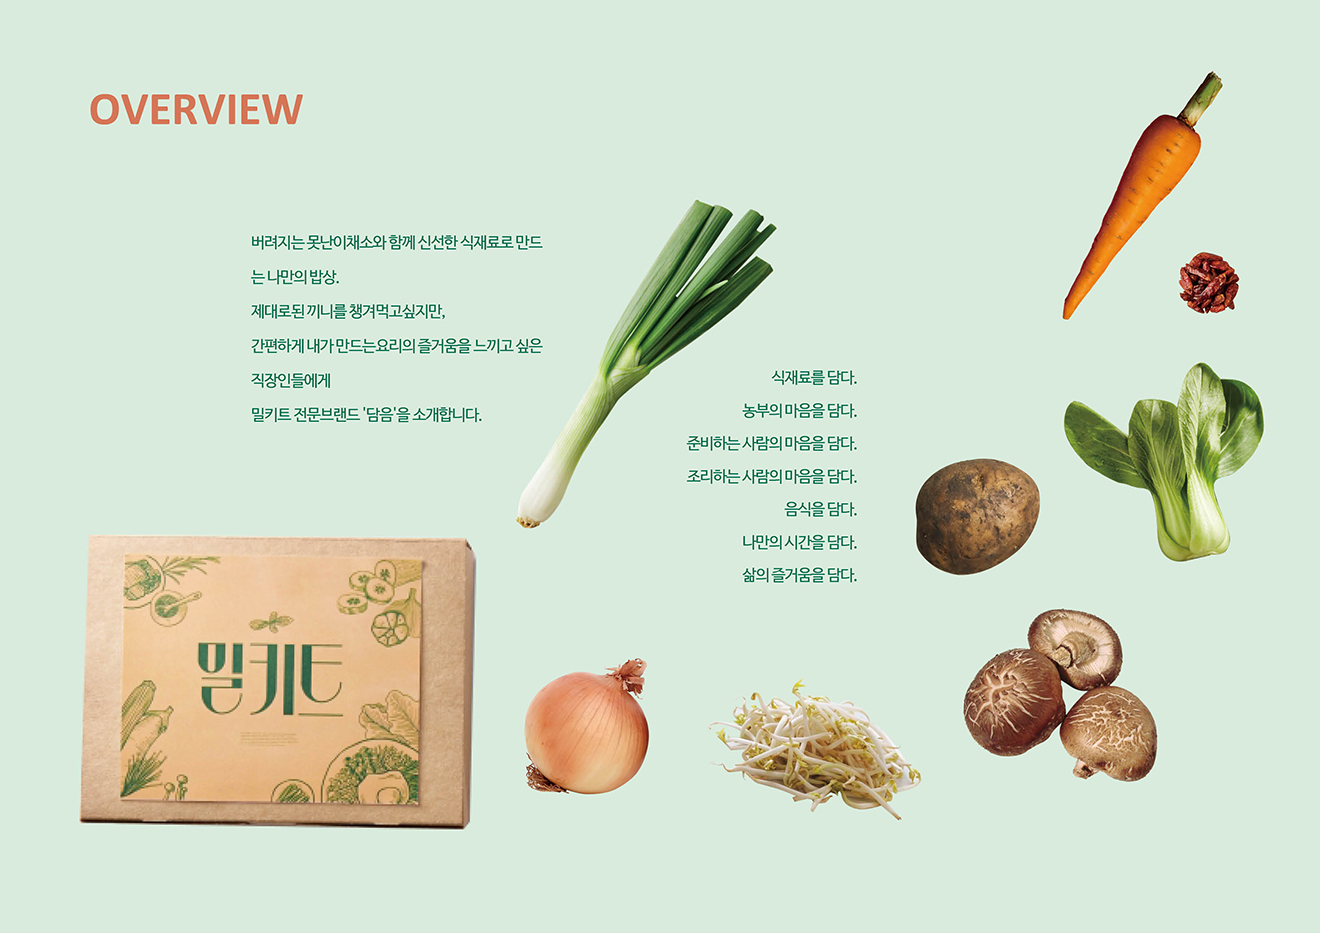 OVERVIEW
버려지는 못난이채소와 함께 신선한 식재료로 만드
는 나만의 밥상.
제대로된 끼니를 챙겨먹고싶지만,
간편하게 내가 만드는요리의 즐거움을 느끼고 싶은
직장인들에게
밀키트 전문브랜드 '담음'을 소개합니다.
식재료를 담다.
농부의 마음을 담다.
준비하는 사람의 마음을 담다.
조리하는 사람의 마음을 담다.
음식을 담다.
나만의 시간을 담다.
삶의 즐거움을 담다.
밀키트